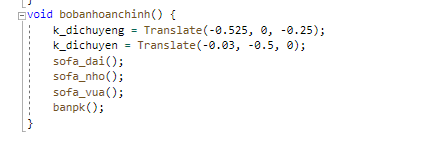 }
void bobanhoanchinh() {
k_dichuyeng = Translate(-0.525, 0, -0.25);
k_dichuyen = Translate(-0.03, -0.5, 0);
sofa_dai();
sofa_nho();
sofa_vua();
banpk();
}